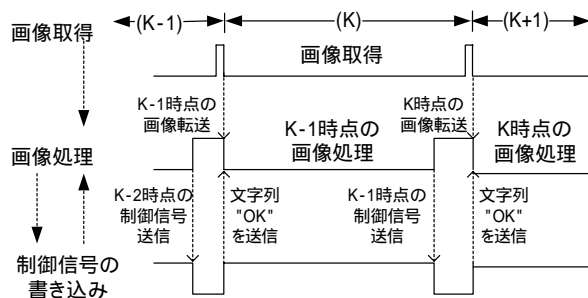 (K-1)
(K)
(K+1)
画像取得
画像取得
K-1時点の
画像転送
K時点の
画像転送
画像処理
K-1時点の
画像処理
K時点の
画像処理
K-2時点の
制御信号
送信
文字列
"OK"
を送信
K-1時点の
制御信号
送信
文字列
"OK"
を送信
制御信号の
書き込み